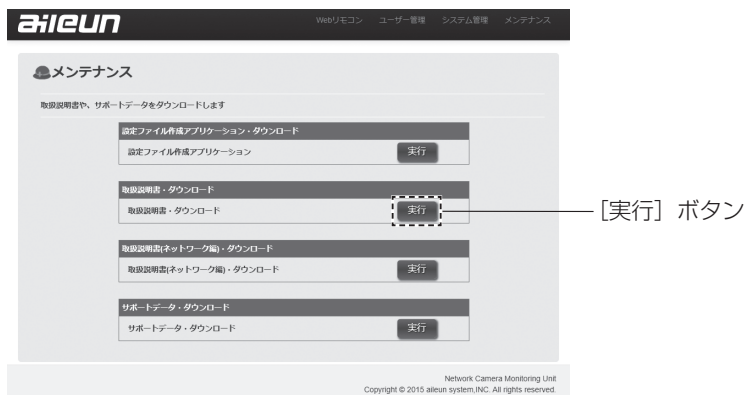 aileun
Webリモコン ユーザー管理 システム管理 メンテナンス
メンテナンス
取扱説明書や、サポートデータをダウンロードします
設定ファイル作成アプリケーション・ダウンロード
設定ファイル作成アプリケーション 実行
取扱説明書・ダウンロード
取扱説明書・ダウンロード 実行
［実行］ボタン
取扱説明書(ネットワーク編)・ダウンロード
取扱説明書(ネットワーク編)・ダウンロード 実行
サポートデータ・ダウンロード
サポートデータ・ダウンロード 実行
Network Camera Monitoring Unit
Copyright © 2015 aileun system,INC. All rights reserved.